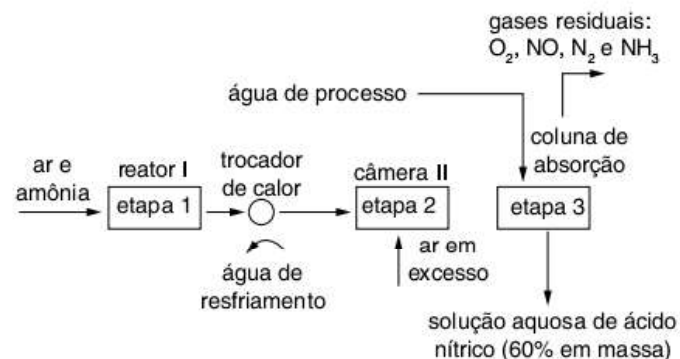 gases residuais:
O₂, NO, N₂ e NH₃
água de processo
coluna de
absorção
ar e
amônia
reator I
etapa 1
trocador
de calor
água de
resfriamento
câmera II
etapa 2
ar em
excesso
etapa 3
solução aquosa de ácido
nítrico (60% em massa)